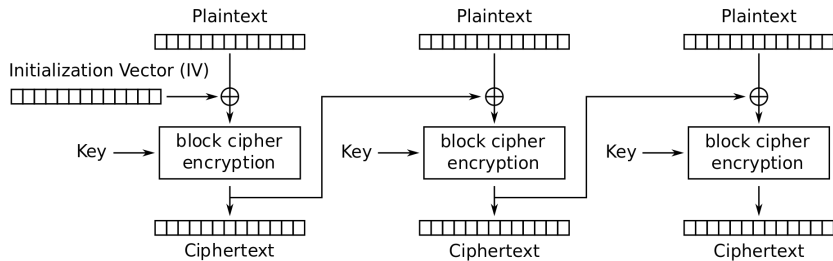 Plaintext
Plaintext
Plaintext
Initialization Vector (IV)
Key
block cipher
encryption
Key
block cipher
encryption
Key
block cipher
encryption
Ciphertext
Ciphertext
Ciphertext